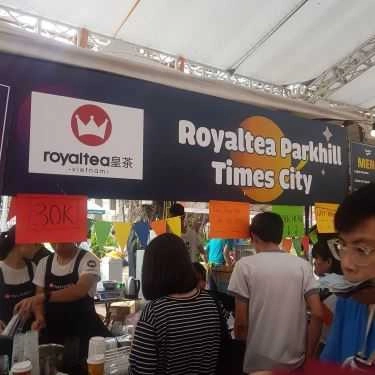 royaltea皇茶
-vietnam-
Royaltea Parkhill
Times City
MEN
30K